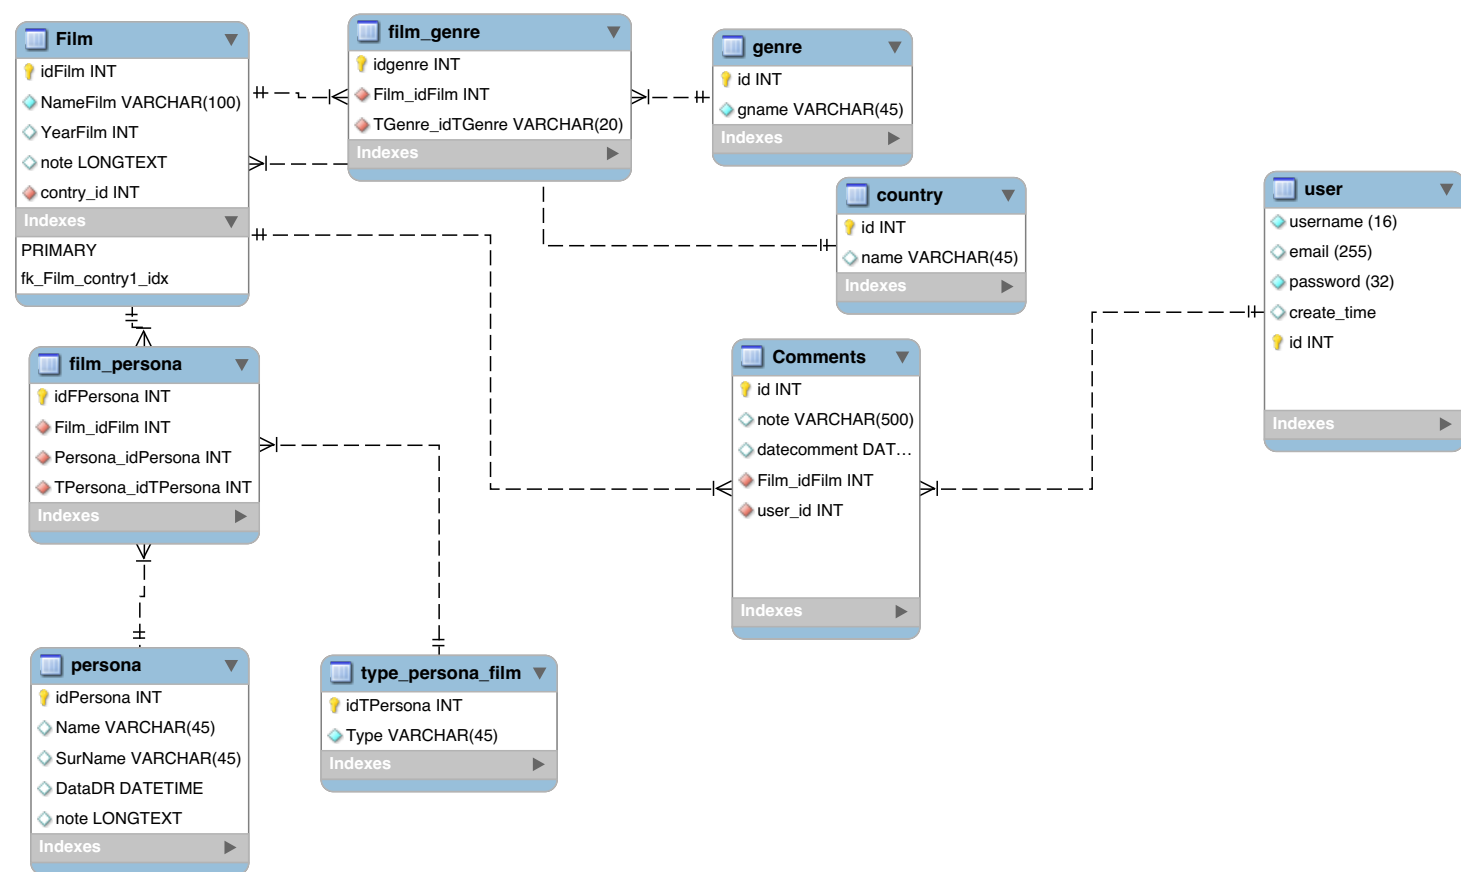 Film
idFilm INT
NameFilm VARCHAR(100)
YearFilm INT
note LONGTEXT
contry_id INT
Indexes
PRIMARY
fk_Film_contry1_idx
film_genre
idgenre INT
Film_idFilm INT
TGenre_idTGenre VARCHAR(20)
Indexes
genre
id INT
gname VARCHAR(45)
Indexes
country
id INT
name VARCHAR(45)
Indexes
user
username (16)
email (255)
password (32)
create_time
id INT
Indexes
film_persona
idFPersona INT
Film_idFilm INT
Persona_idPersona INT
TPersona_idTPersona INT
Indexes
Comments
id INT
note VARCHAR(500)
datecomment DAT...
Film_idFilm INT
user_id INT
Indexes
persona
idPersona INT
Name VARCHAR(45)
SurName VARCHAR(45)
DataDR DATETIME
note LONGTEXT
Indexes
type_persona_film
idTPersona INT
Type VARCHAR(45)
Indexes